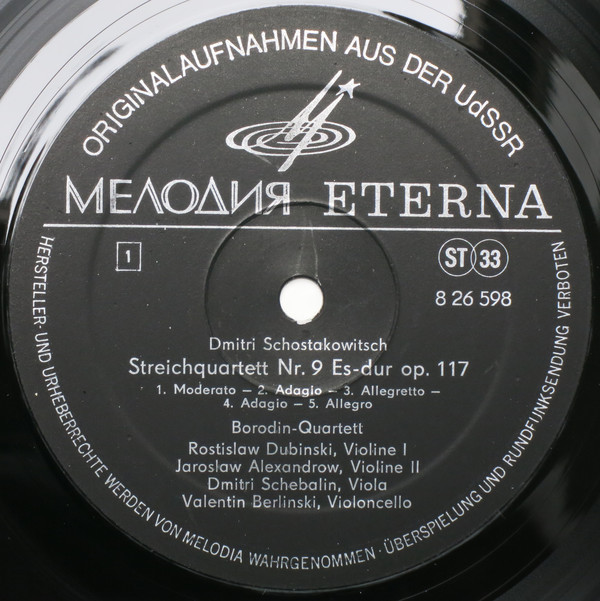 ORIGINALAUFNAHMEN AUS DER UdSSR
МЕЛОДИЯ ETERNA
1
ST 33
8 26 598
Dmitri Schostakowitsch
Streichquartett Nr. 9 Es-dur op. 117
1. Moderato – 2. Adagio – 3. Allegretto –
4. Adagio – 5. Allegro
Borodin-Quartett
Rostislaw Dubinski, Violine I
Jaroslaw Alexandrow, Violine II
Dmitri Schebalin, Viola
Valentin Berlinski, Violoncello
HERSTELLER- UND URHEBERRECHTE WERDEN VON MELODIA WAHRGENOMMEN · ÜBERSPIELUNG UND RUNDFUNKSENDUNG VERBOTEN